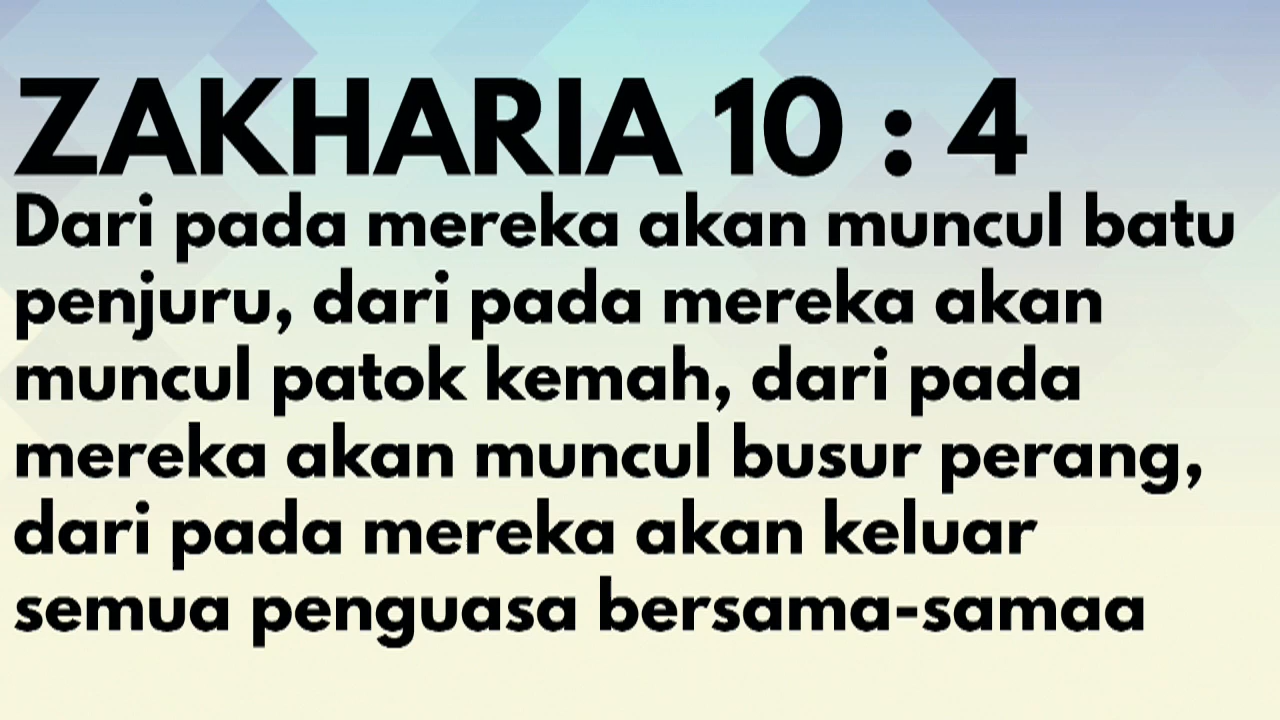 ZAKHARIA 10 : 4
Dari pada mereka akan muncul batu
penjuru, dari pada mereka akan
muncul patok kemah, dari pada
mereka akan muncul busur perang,
dari pada mereka akan keluar
semua penguasa bersama-samaa